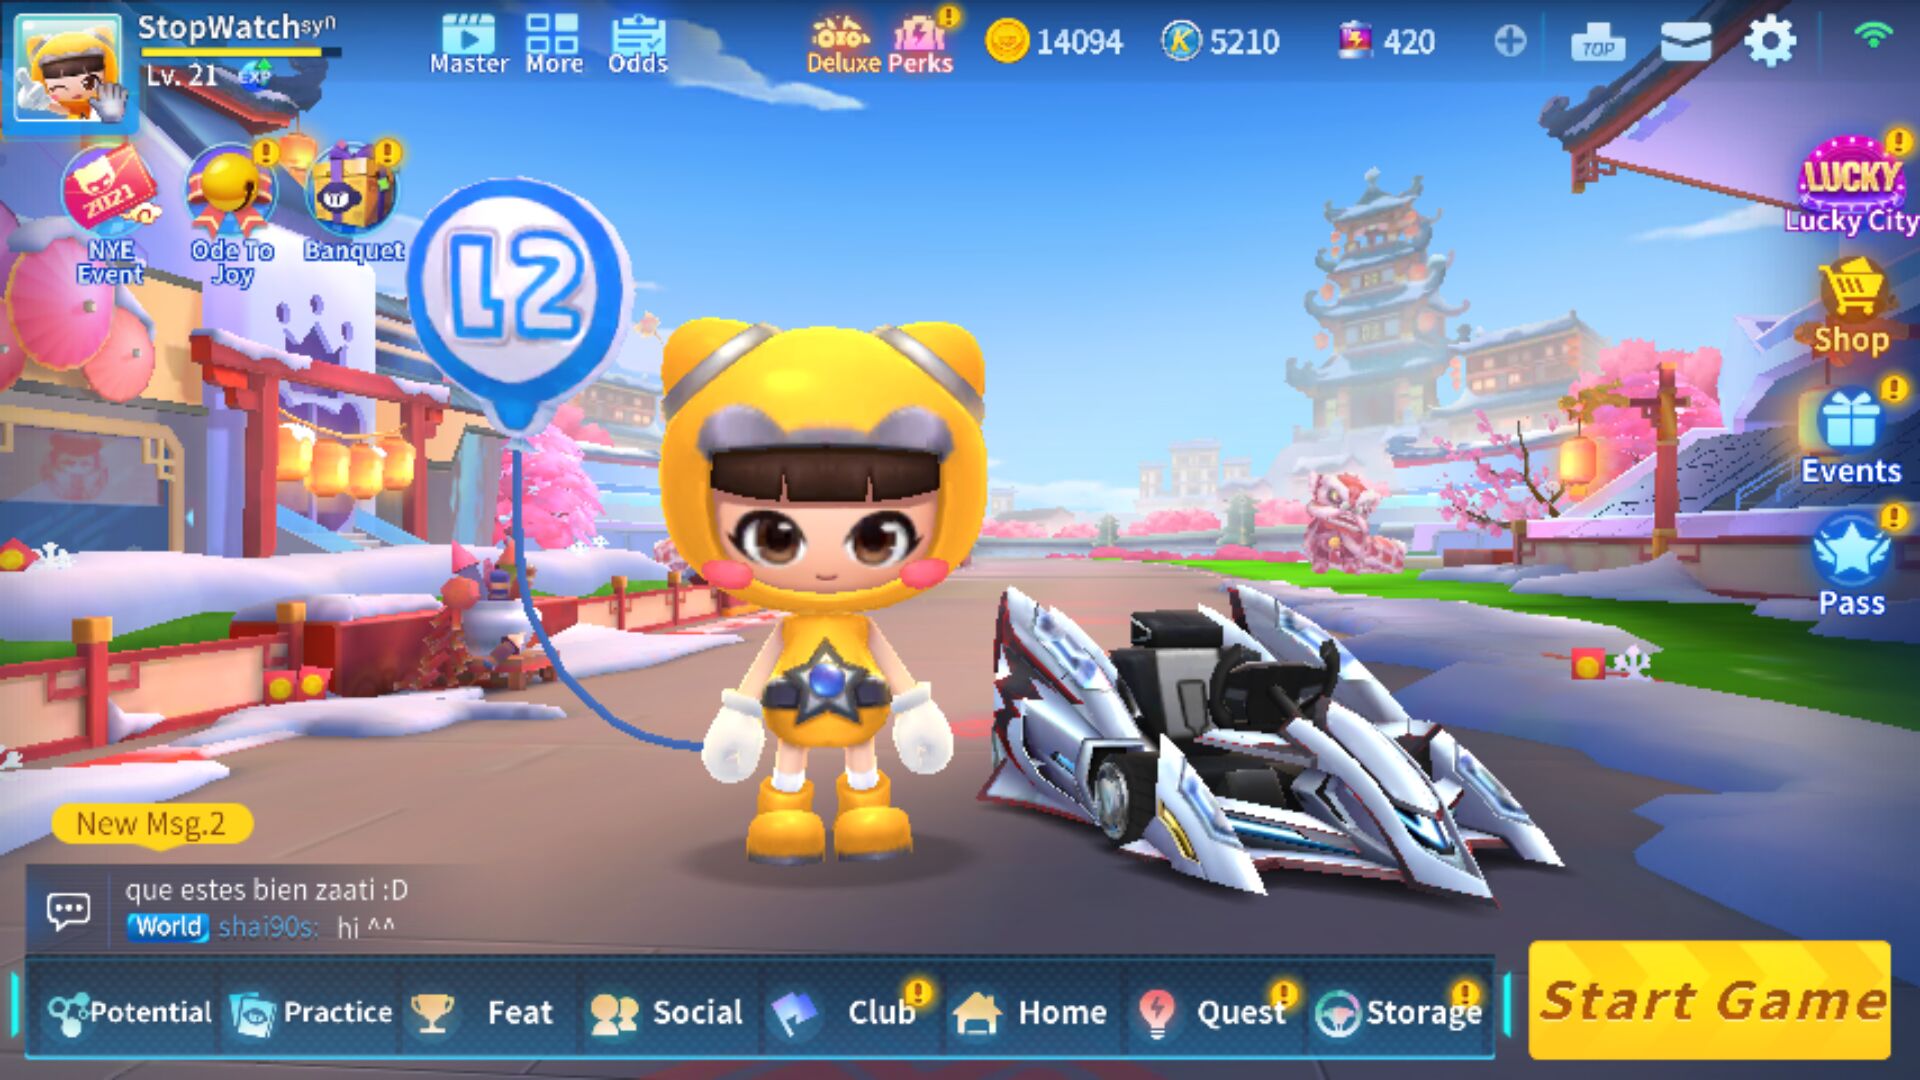 StopWatchsyn
Lv. 21 EXP
Master
More
Odds
Deluxe
Perks
14094
K 5210
420
TOP
2021
NYE
Event
Ode To
Joy
Banquet
L2
LUCKY
Lucky City
Shop
Events
Pass
New Msg.2
que estes bien zaati :D
World shai90s: hi ^^
Potential
Practice
Feat
Social
Club
Home
Quest
Storage
Start Game